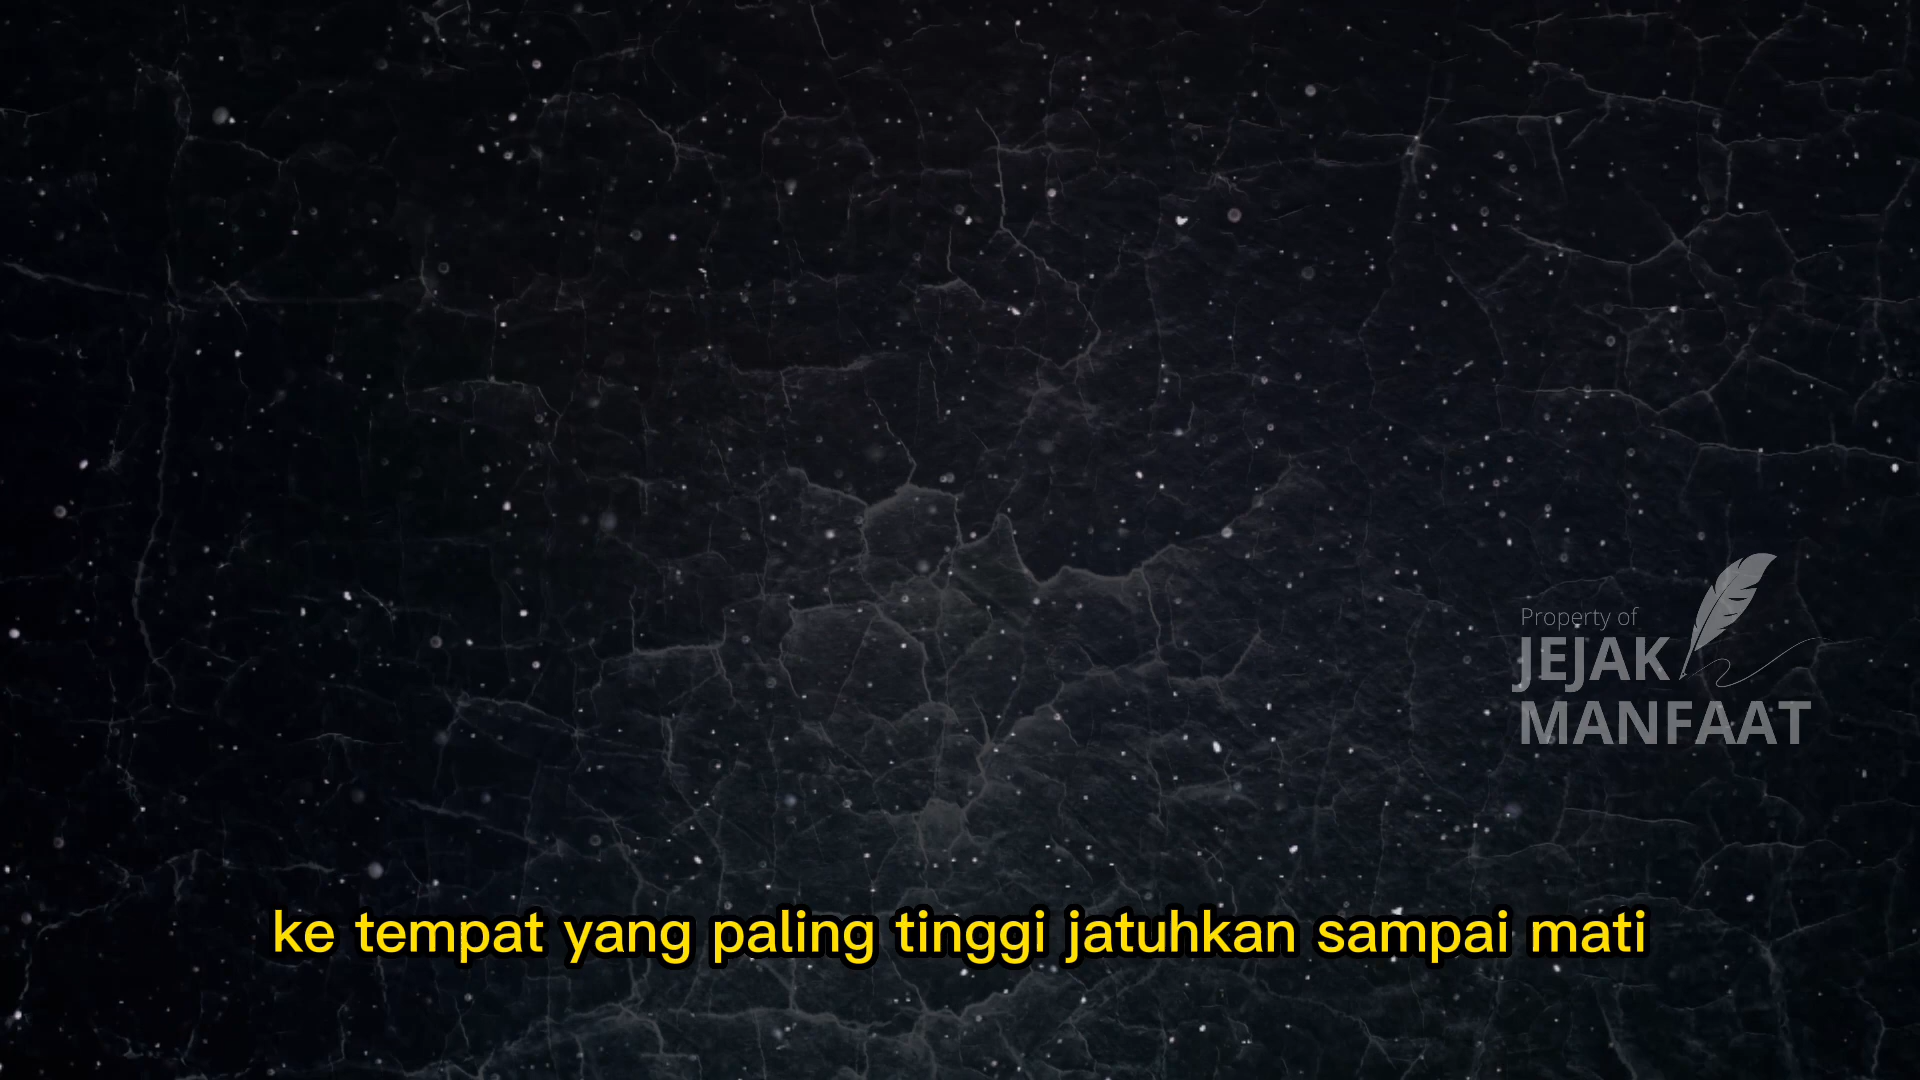 Property of
JEJAK
MANFAAT
ke tempat yang paling tinggi jatuhkan sampai mati